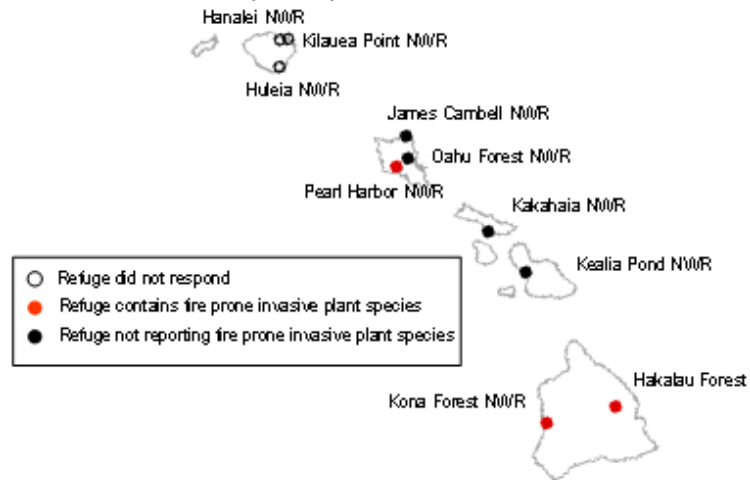 Hanalei NWR
Kilauea Point NWR
Huleia NWR
James Cambell NWR
Oahu Forest NWR
Pearl Harbor NWR
Kakahaia NWR
Kealia Pond NWR
Refuge did not respond
Refuge contains fire prone invasive plant species
Refuge not reporting fire prone invasive plant species
Hakalau Forest
Kona Forest NWR